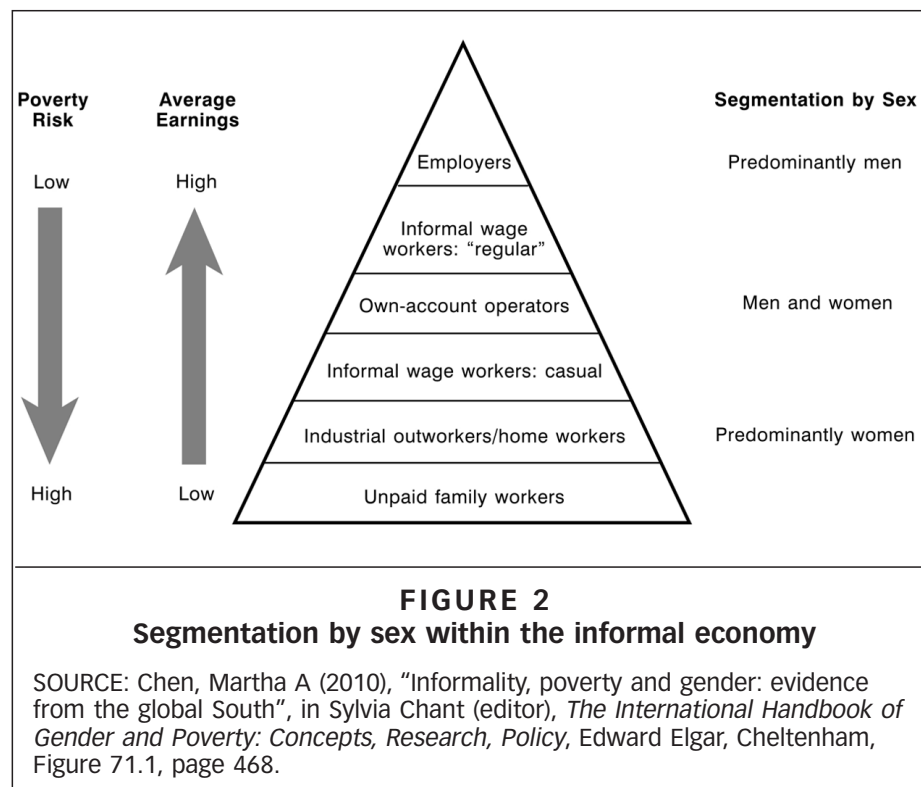 Poverty
Risk
Average
Earnings
Segmentation by Sex
Low
High
Employers
Predominantly men
Informal wage
workers: “regular”
Own-account operators
Men and women
Informal wage workers: casual
Industrial outworkers/home workers
Predominantly women
High
Low
Unpaid family workers
FIGURE 2
Segmentation by sex within the informal economy
SOURCE: Chen, Martha A (2010), “Informality, poverty and gender: evidence
from the global South”, in Sylvia Chant (editor), The International Handbook of
Gender and Poverty: Concepts, Research, Policy, Edward Elgar, Cheltenham,
Figure 71.1, page 468.